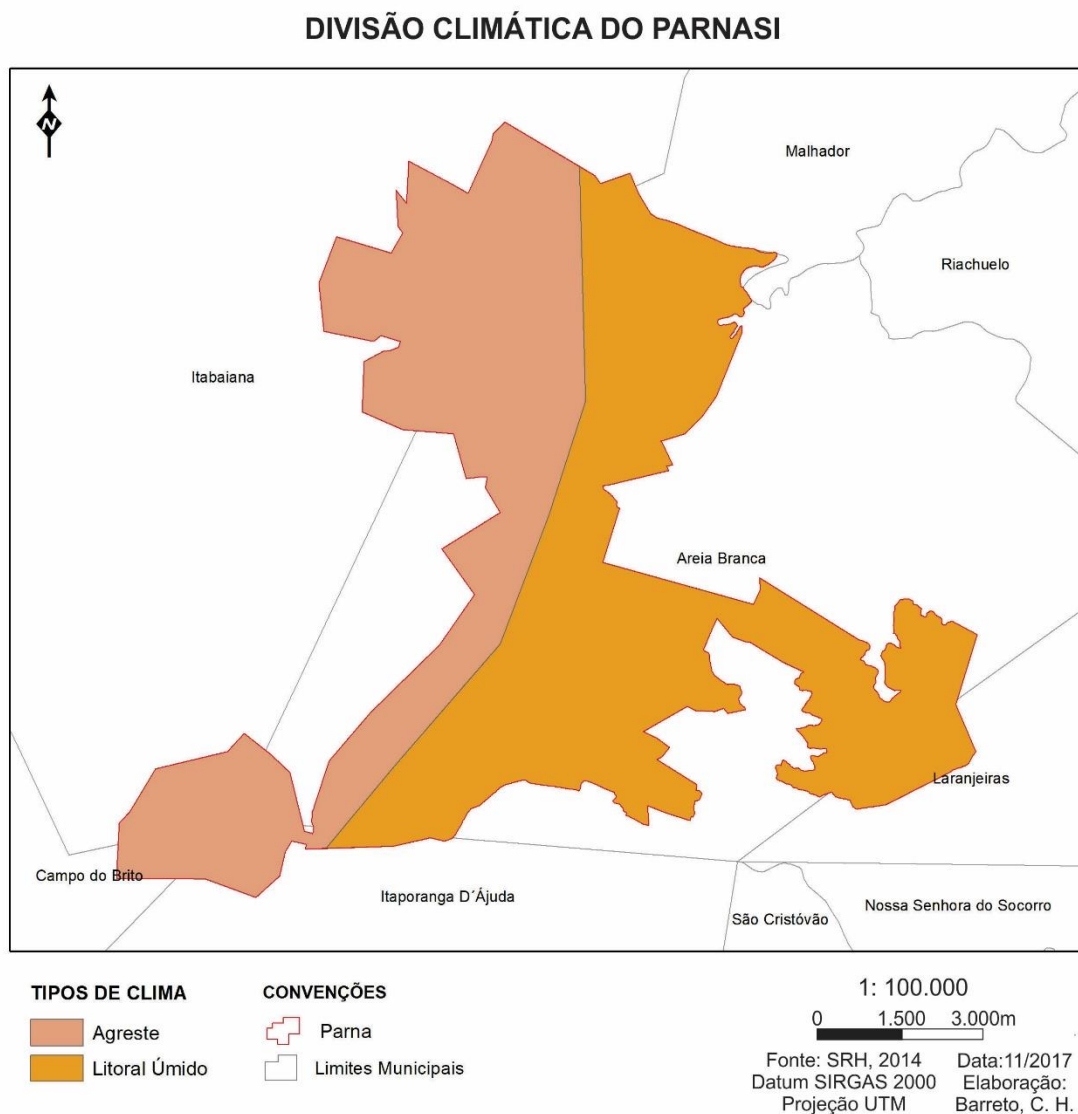 DIVISÃO CLIMÁTICA DO PARNASI
N
Malhador
Riachuelo
Itabaiana
Areia Branca
Laranjeiras
Campo do Brito
Itaporanga D´Ájuda
São Cristóvão
Nossa Senhora do Socorro
TIPOS DE CLIMA
Agreste
Litoral Úmido
CONVENÇÕES
Parna
Limites Municipais
1: 100.000
0 1.500 3.000m
Fonte: SRH, 2014 Data:11/2017
Datum SIRGAS 2000 Elaboração:
Projeção UTM Barreto, C. H.